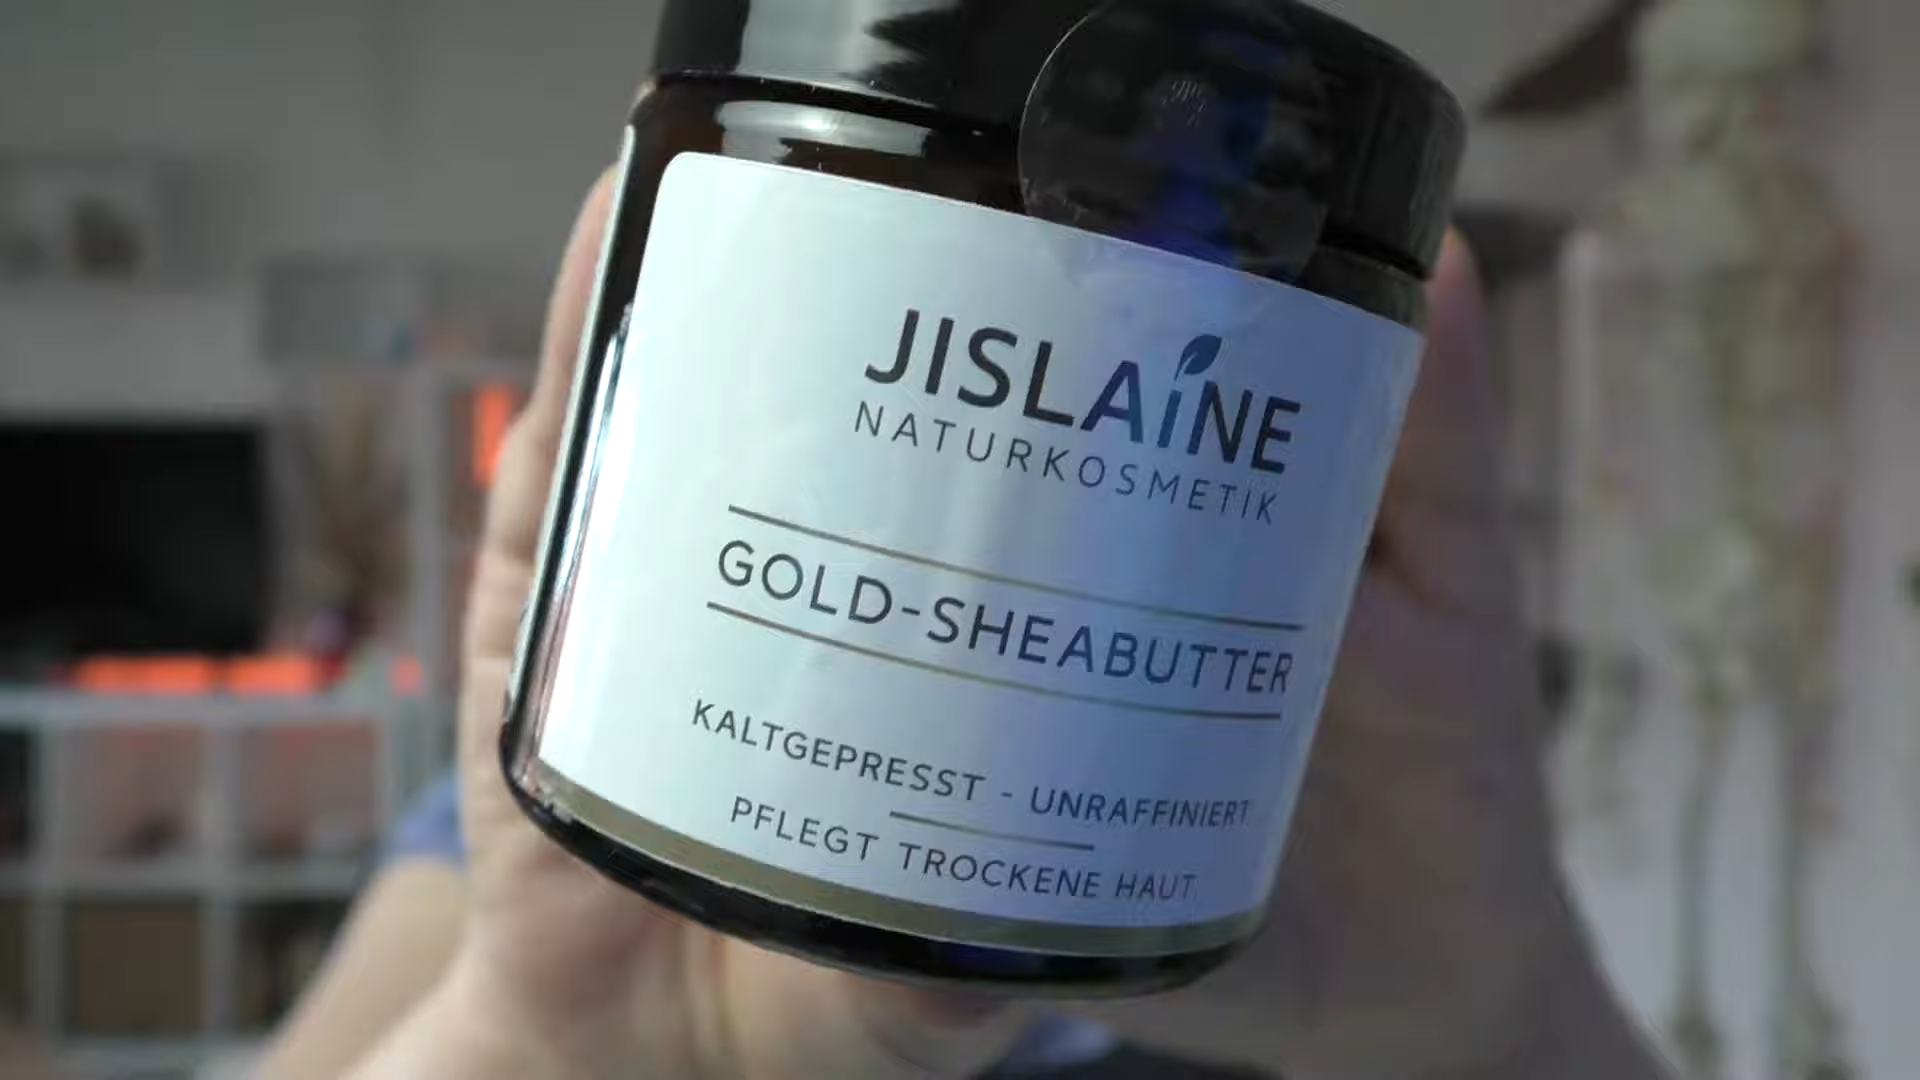 JISLAiNE
NATURKOSMETIK
GOLD-SHEABUTTER
KALTGEPRESST - UNRAFFINIERT
PFLEGT TROCKENE HAUT